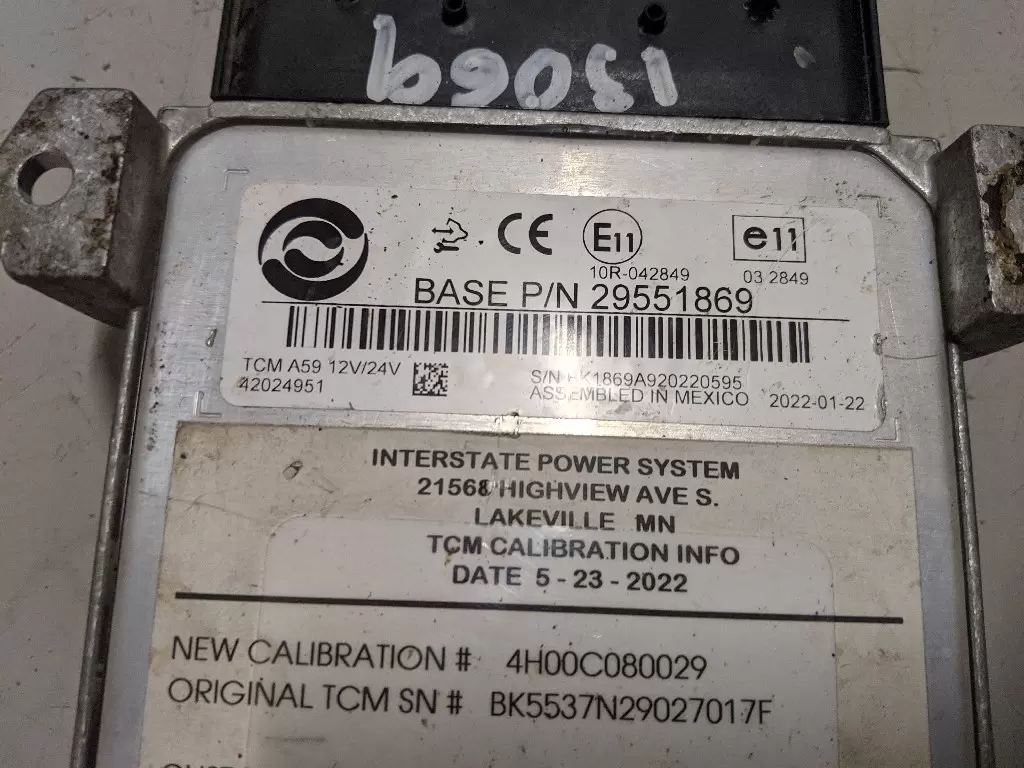 13069
CE E11 e11
10R-042849 03 2849
BASE P/N 29551869
TCM A59 12V/24V S/N BK1869A920220595
42024951 ASSEMBLED IN MEXICO 2022-01-22
INTERSTATE POWER SYSTEM
21568 HIGHVIEW AVE S.
LAKEVILLE MN
TCM CALIBRATION INFO
DATE 5 - 23 - 2022
NEW CALIBRATION # 4H00C080029
ORIGINAL TCM SN # BK5537N29027017F